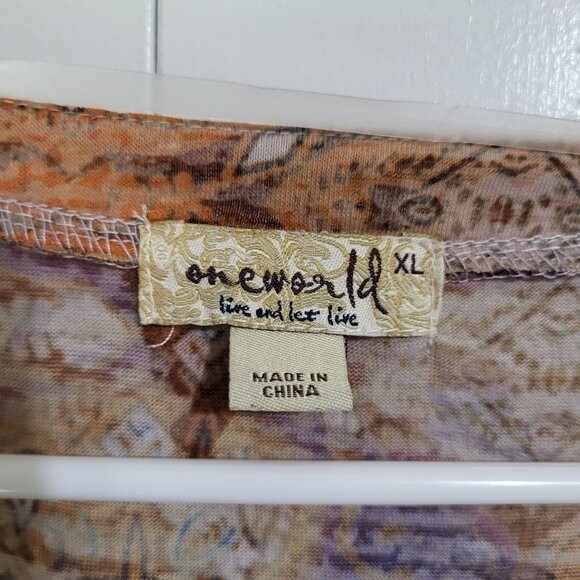 oneworld XL
live and let live
MADE IN
CHINA